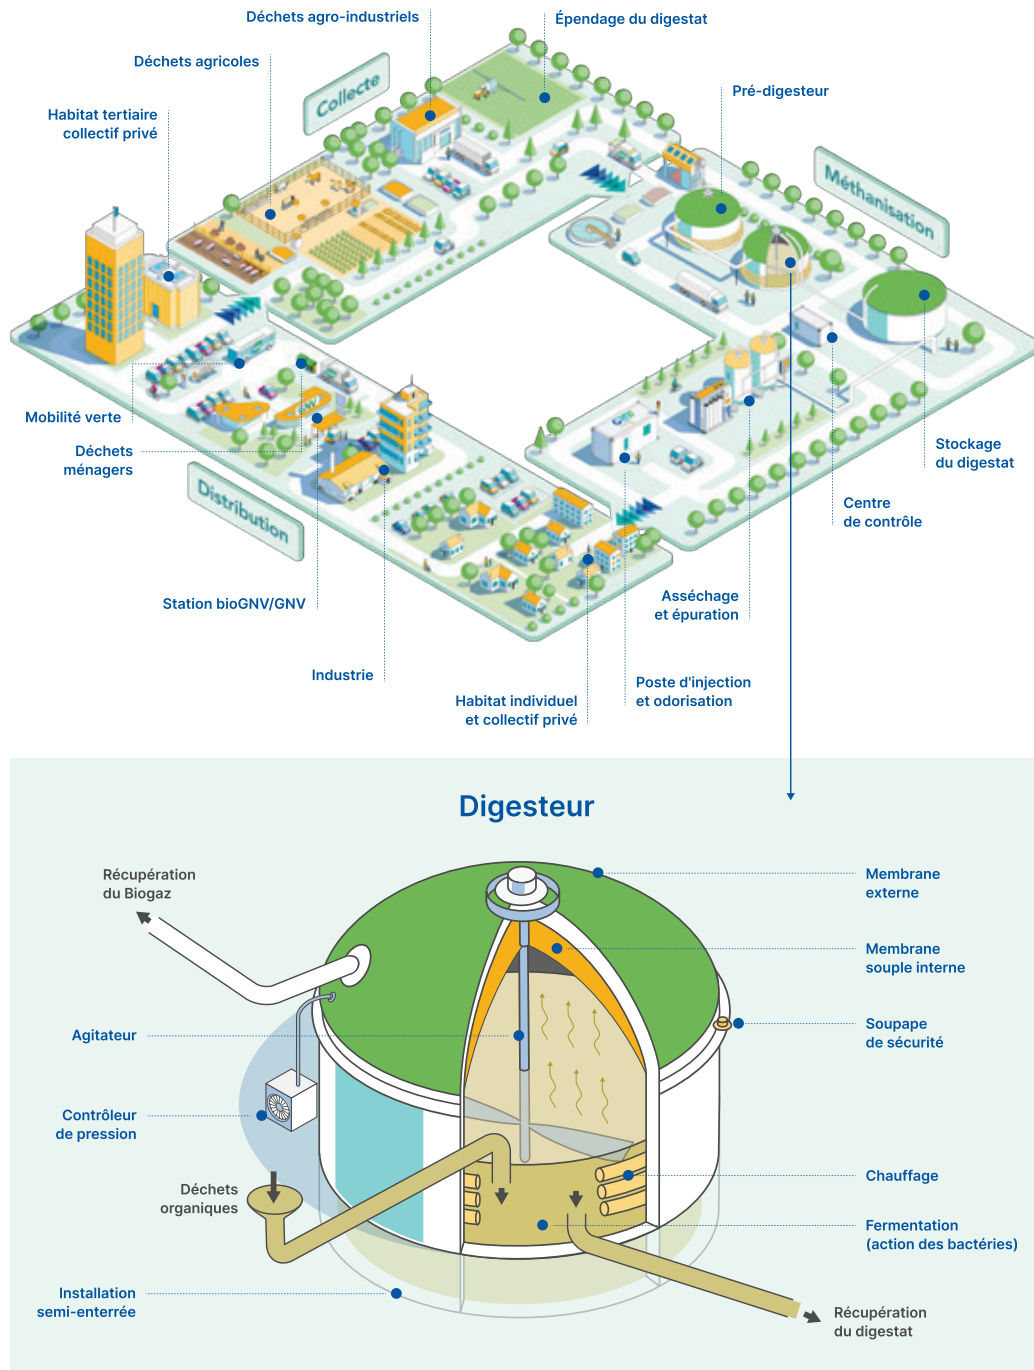 Déchets agro-industriels
Épendage du digestat
Déchets agricoles
Collecte
Pré-digesteur
Habitat tertiaire
collectif privé
Méthanisation
Mobilité verte
Déchets
ménagers
Distribution
Stockage
du digestat
Centre
de contrôle
Station bioGNV/GNV
Asséchage
et épuration
Industrie
Poste d'injection
et odorisation
Habitat individuel
et collectif privé
Digesteur
Récupération
du Biogaz
Membrane
externe
Membrane
souple interne
Agitateur
Soupape
de sécurité
Contrôleur
de pression
Chauffage
Déchets
organiques
Fermentation
(action des bactéries)
Installation
semi-enterrée
Récupération
du digestat